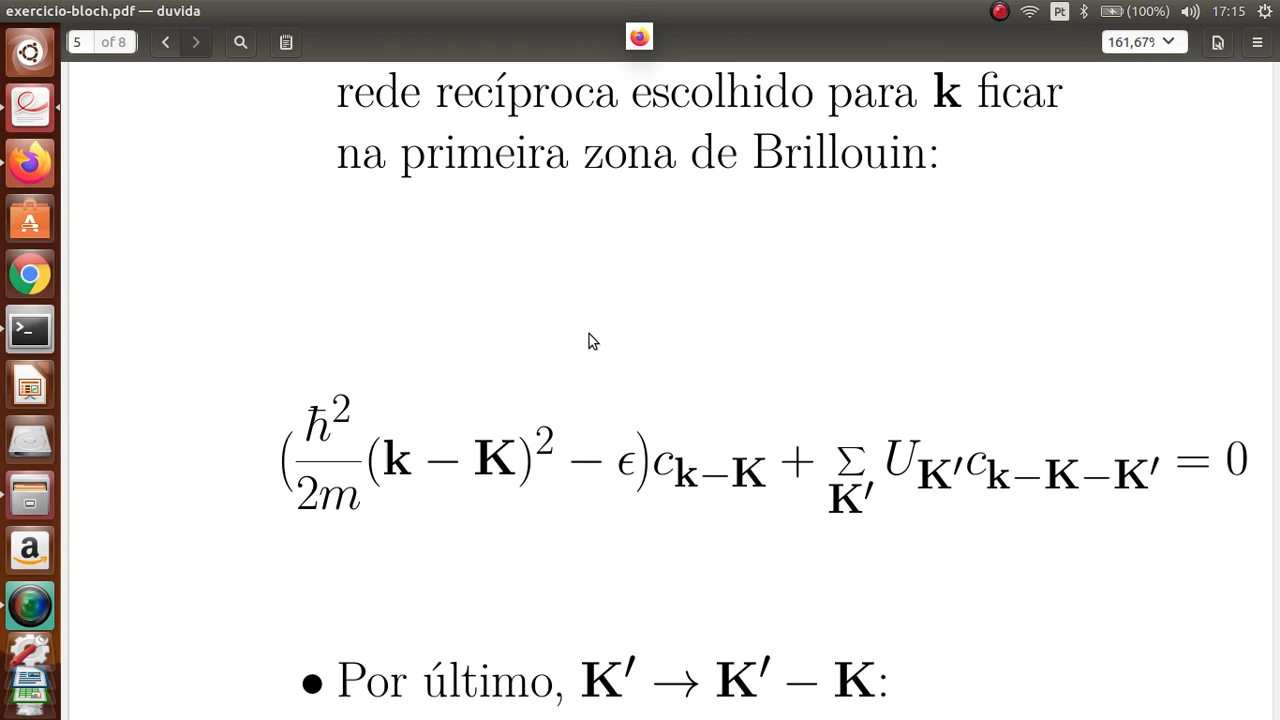 exercicio-bloch.pdf — duvida
Pt
(100%)
17:15
5 of 8
161,67%
rede recíproca escolhido para k ficar
na primeira zona de Brillouin:
(ħ²/2m (k − K)² − ϵ)c_{k−K} + ∑_{K′} U_{K′}c_{k−K−K′} = 0
• Por último, K′ → K′ − K: